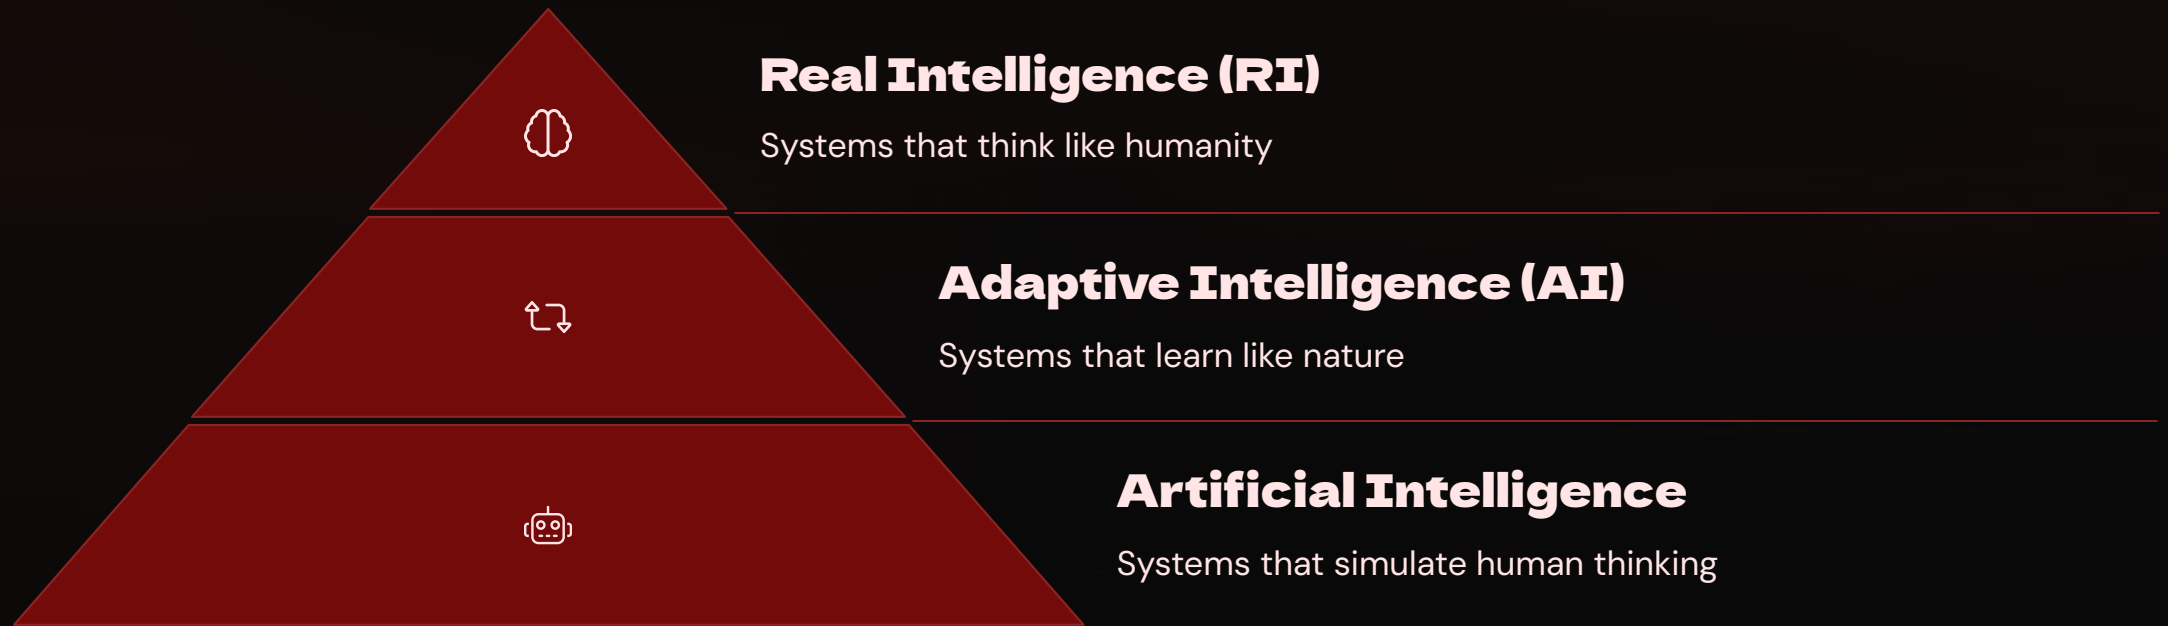 Real Intelligence (RI)
Systems that think like humanity
Adaptive Intelligence (AI)
Systems that learn like nature
Artificial Intelligence
Systems that simulate human thinking